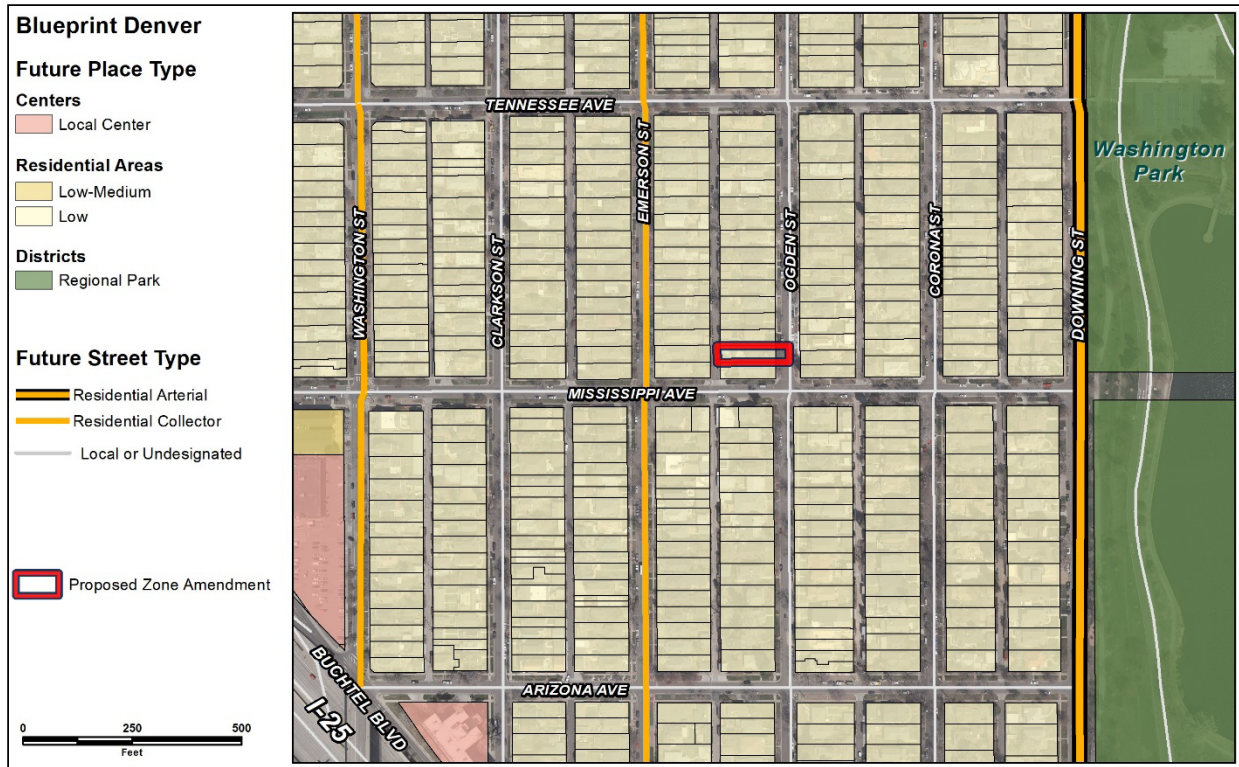 Blueprint Denver
Future Place Type
Centers
Local Center
Residential Areas
Low-Medium
Low
Districts
Regional Park
Future Street Type
Residential Arterial
Residential Collector
Local or Undesignated
Proposed Zone Amendment
0 250 500
Feet
TENNESSEE AVE
WASHINGTON ST
CLARKSON ST
EMERSON ST
OGDEN ST
CORONA ST
DOWNING ST
Washington
Park
MISSISSIPPI AVE
ARIZONA AVE
BUCHTEL BLVD
I-25